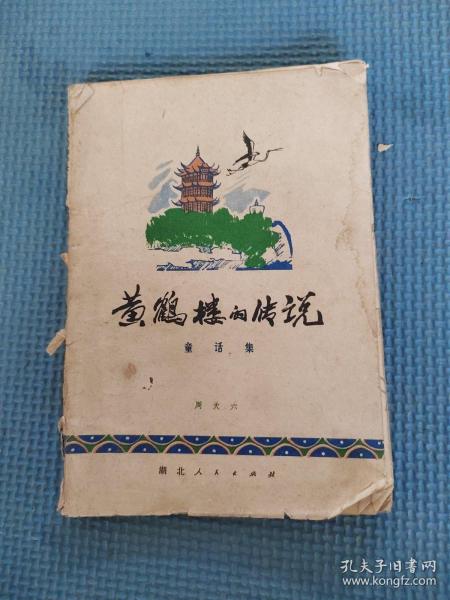 黄鹤楼的传说
童话集
周大六
湖北人民出版社
孔夫子旧书网
www.kongfz.com